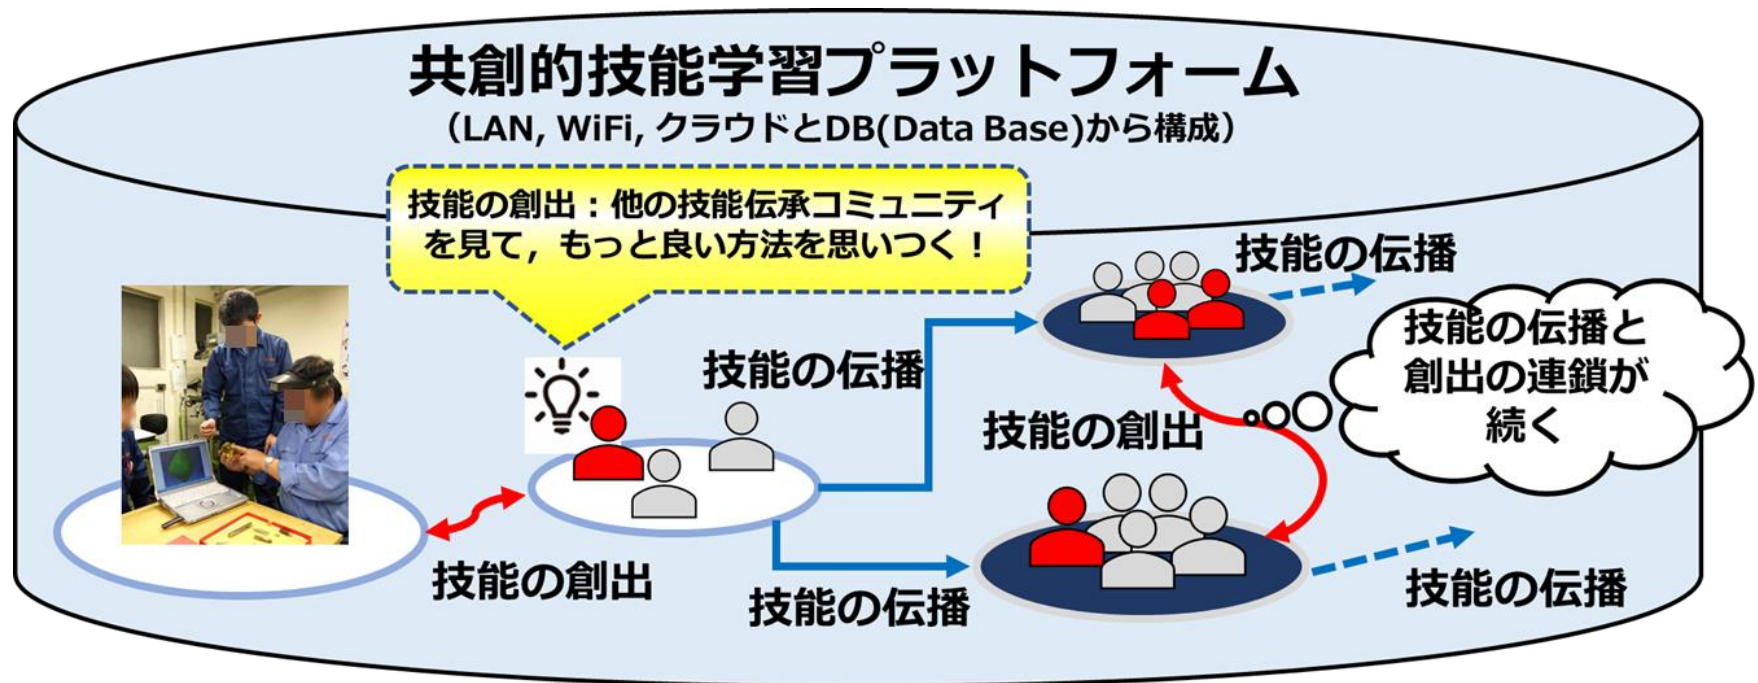 共創的技能学習プラットフォーム
（LAN, WiFi, クラウドとDB(Data Base)から構成）
技能の創出：他の技能伝承コミュニティ
を見て，もっと良い方法を思いつく！
技能の伝播
技能の伝播と
創出の連鎖が
続く
技能の伝播
技能の創出
技能の創出
技能の伝播
技能の伝播